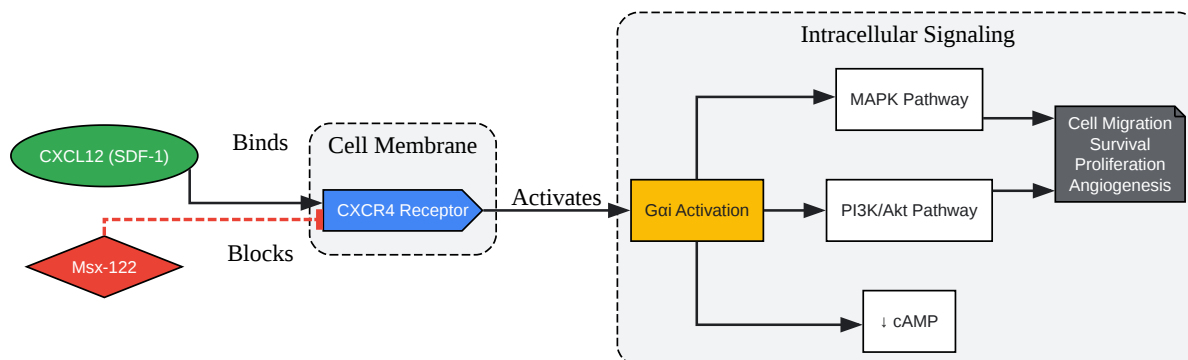 Intracellular Signaling
MAPK Pathway
Cell Migration
Survival
Proliferation
Angiogenesis
Binds
Cell Membrane
CXCL12 (SDF-1)
Activates
CXCR4 Receptor
Gαi Activation
PI3K/Akt Pathway
Blocks
Msx-122
↓ cAMP